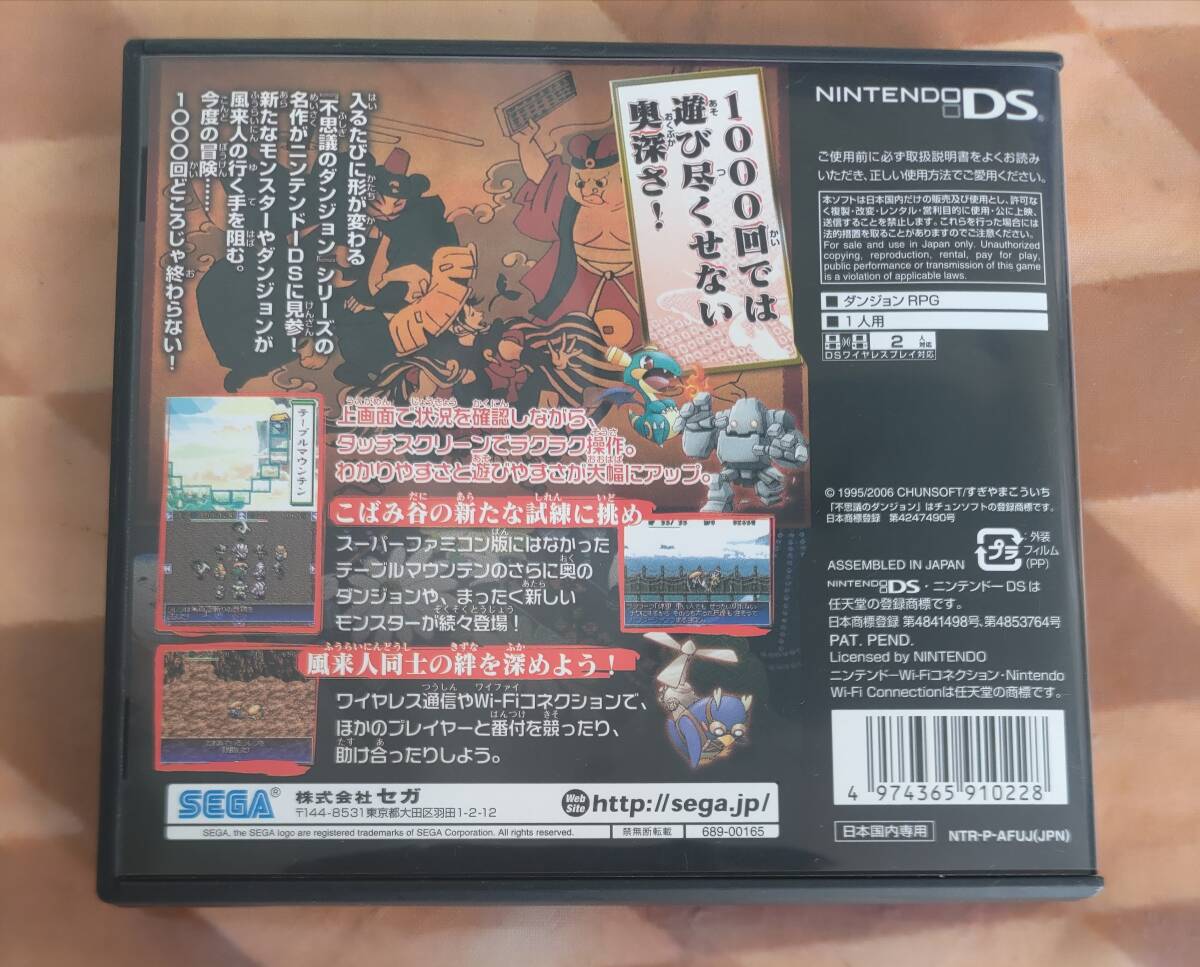 1000回では
遊び尽くせない
奥深さ！
入るたびに形が変わる
『不思議のダンジョン』シリーズの
名作がニンテンドーDSに見参！
新たなモンスターやダンジョンが
風来人の行く手を阻む。
今度の冒険……
1000回どころじゃ終わらない！
上画面で状況を確認しながら、
タッチスクリーンでラクラク操作。
わかりやすさと遊びやすさが大幅にアップ。
テーブルマウンテン
こばみ谷の新たな試練に挑め
スーパーファミコン版にはなかった
テーブルマウンテンのさらに奥の
ダンジョンや、まったく新しい
モンスターが続々登場！
風来人同士の絆を深めよう！
ワイヤレス通信やWi-Fiコネクションで、
ほかのプレイヤーと番付を競ったり、
助け合ったりしよう。
SEGA®
株式会社セガ
〒144-8531東京都大田区羽田1-2-12
Web Site http://sega.jp/
SEGA, the SEGA logo are registered trademarks of SEGA Corporation. All rights reserved.
禁無断転載
689-00165
NINTENDO DS
ご使用前に必ず取扱説明書をよくお読み
いただき、正しい使用方法でご愛用ください。
本ソフトは日本国内だけの販売及び使用とし、許可な
く複製・改変・レンタル・営利目的に使用・公に上映、
送信することを禁止します。これらを行った場合には
法的措置を取ることがありますのでご注意ください。
For sale and use in Japan only. Unauthorized
copying, reproduction, rental, pay for play,
public performance or transmission of this game
is a violation of applicable laws.
■ ダンジョンRPG
■ 1人用
2人対応
DSワイヤレスプレイ対応
© 1995/2006 CHUNSOFT/すぎやまこういち
「不思議のダンジョン」はチュンソフトの登録商標です。
日本商標登録 第4247490号
プラ
：外装
フィルム
(PP)
ASSEMBLED IN JAPAN
NINTENDO DS・ニンテンドーDSは
任天堂の登録商標です。
日本商標登録 第4841498号、第4853764号
PAT. PEND.
Licensed by NINTENDO
ニンテンドーWi-Fiコネクション・Nintendo
Wi-Fi Connectionは任天堂の商標です。
4 974365 910228
日本国内専用
NTR-P-AFUJ(JPN)